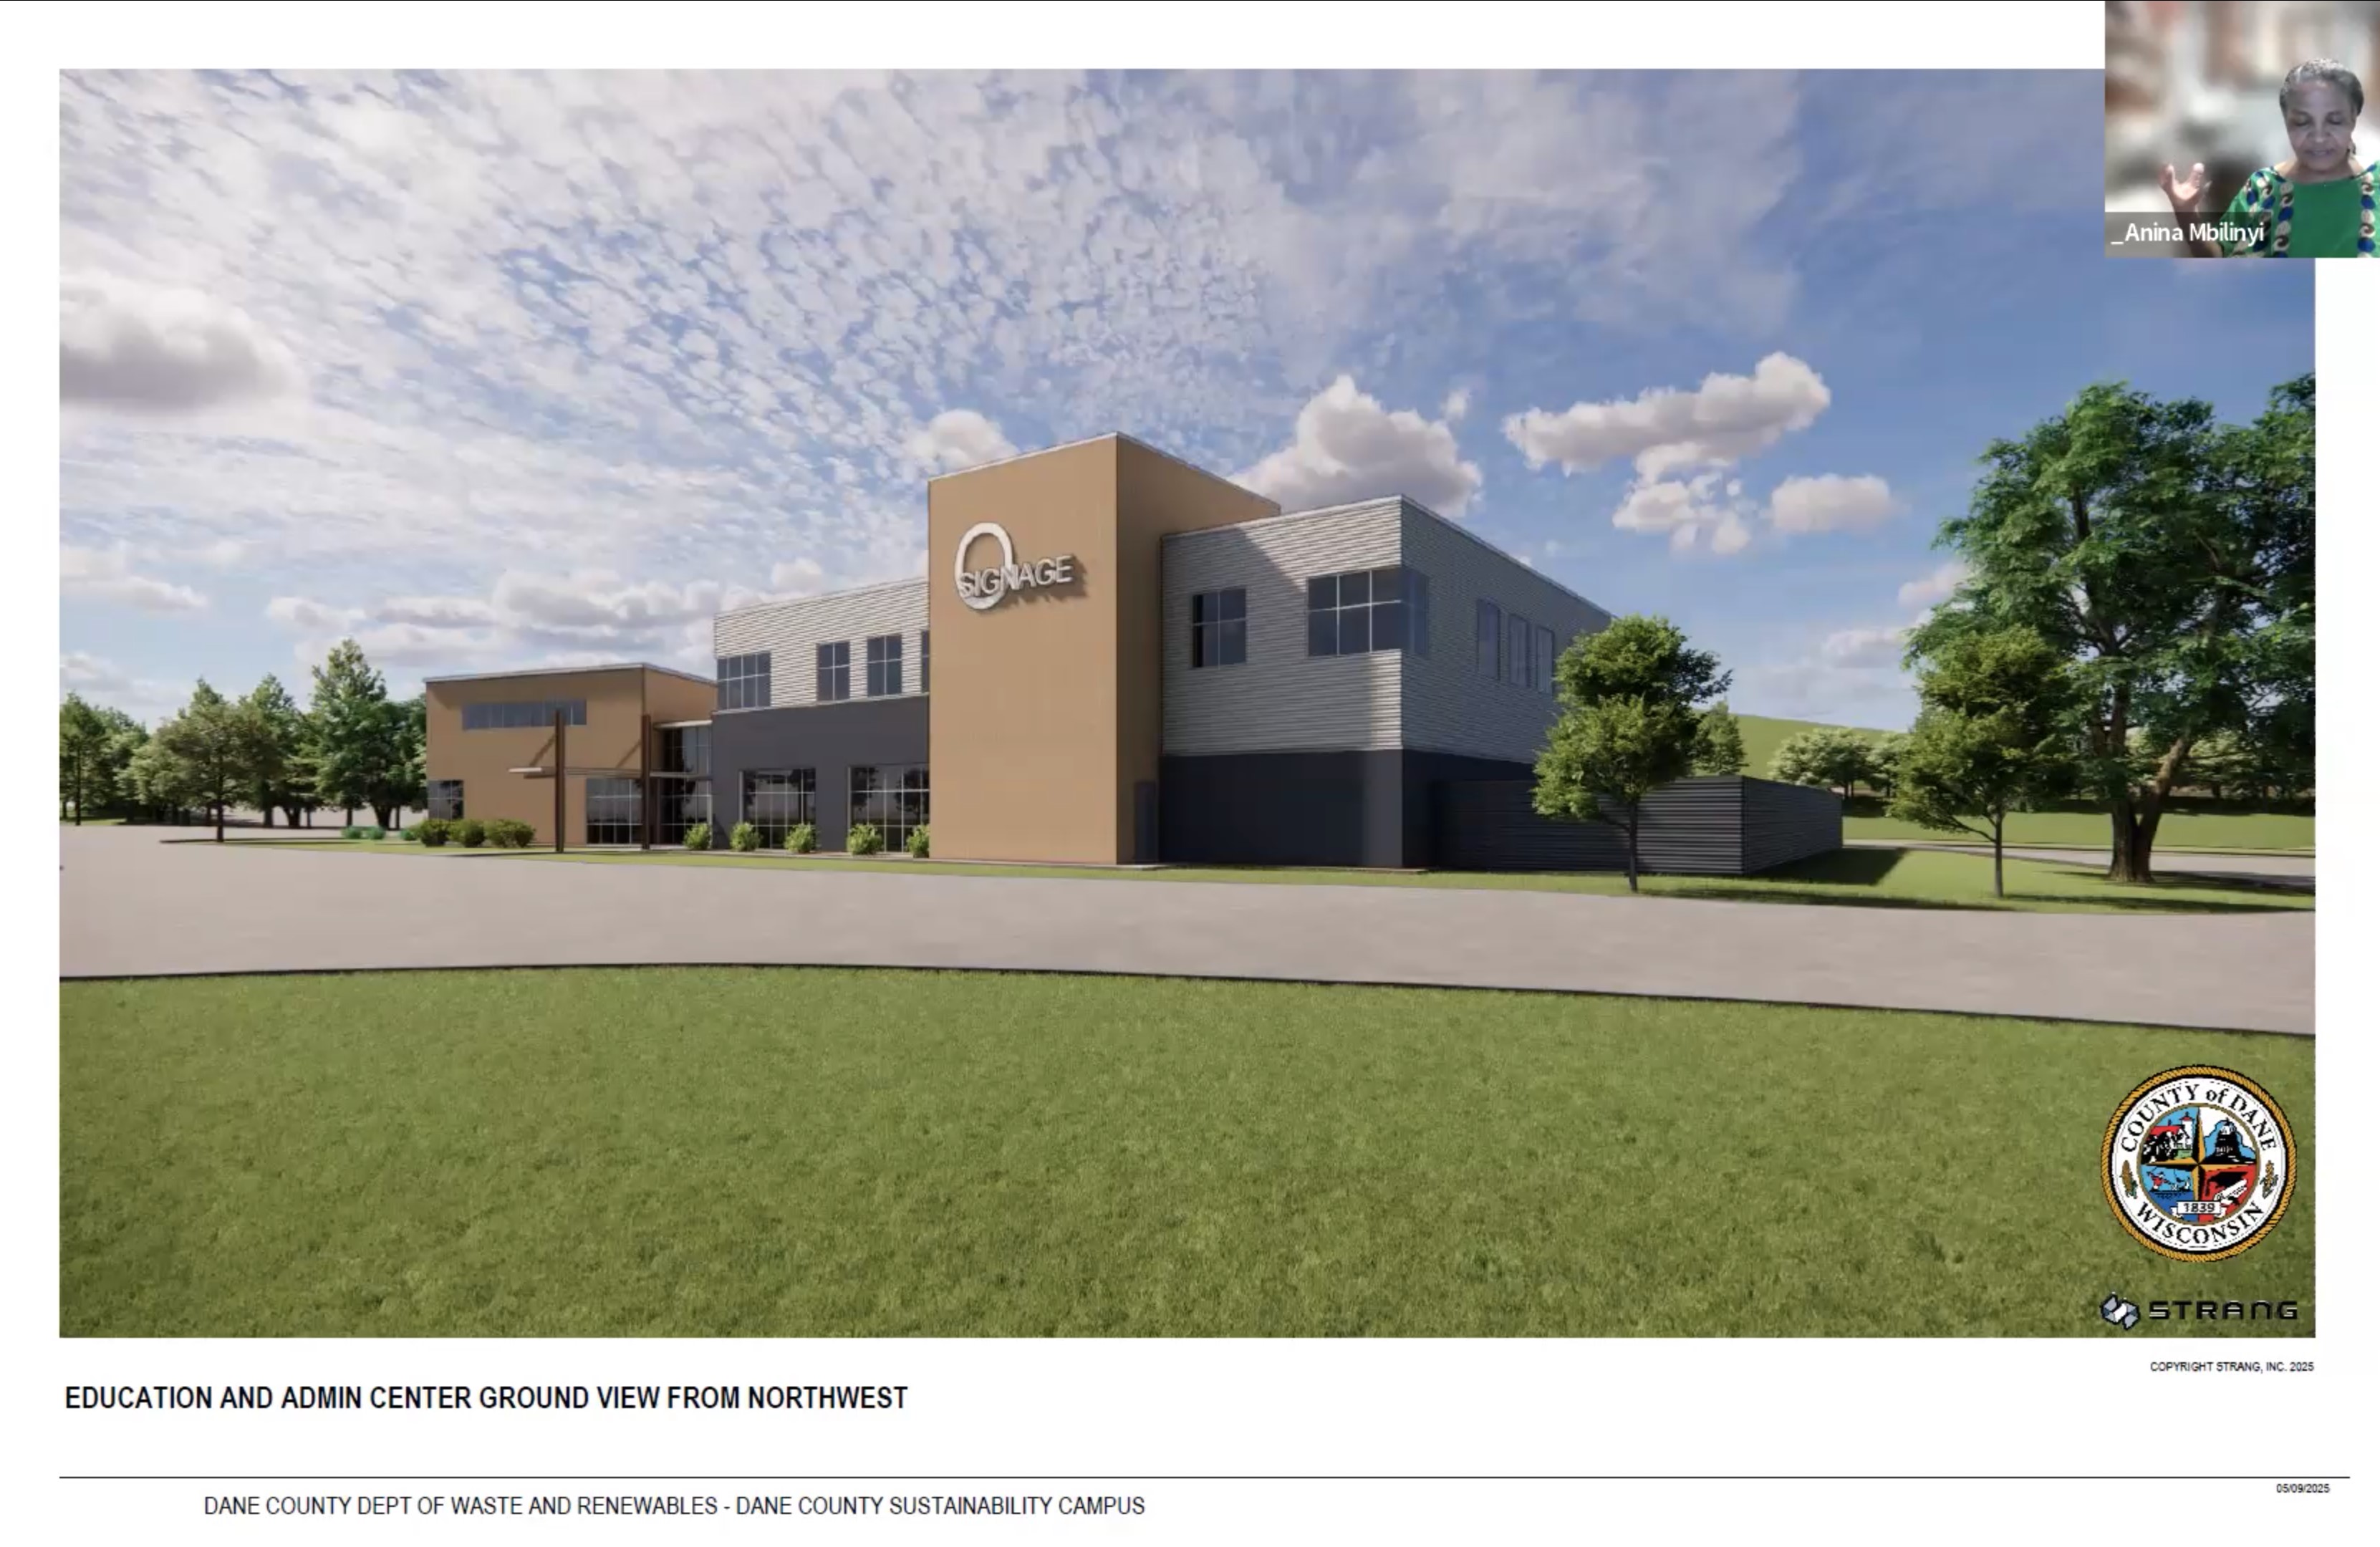 _Anina Mbilinyi
SIGNAGE
COUNTY of DANE
1839
WISCONSIN
STRANG
COPYRIGHT STRANG, INC. 2025
EDUCATION AND ADMIN CENTER GROUND VIEW FROM NORTHWEST
05/09/2025
DANE COUNTY DEPT OF WASTE AND RENEWABLES - DANE COUNTY SUSTAINABILITY CAMPUS